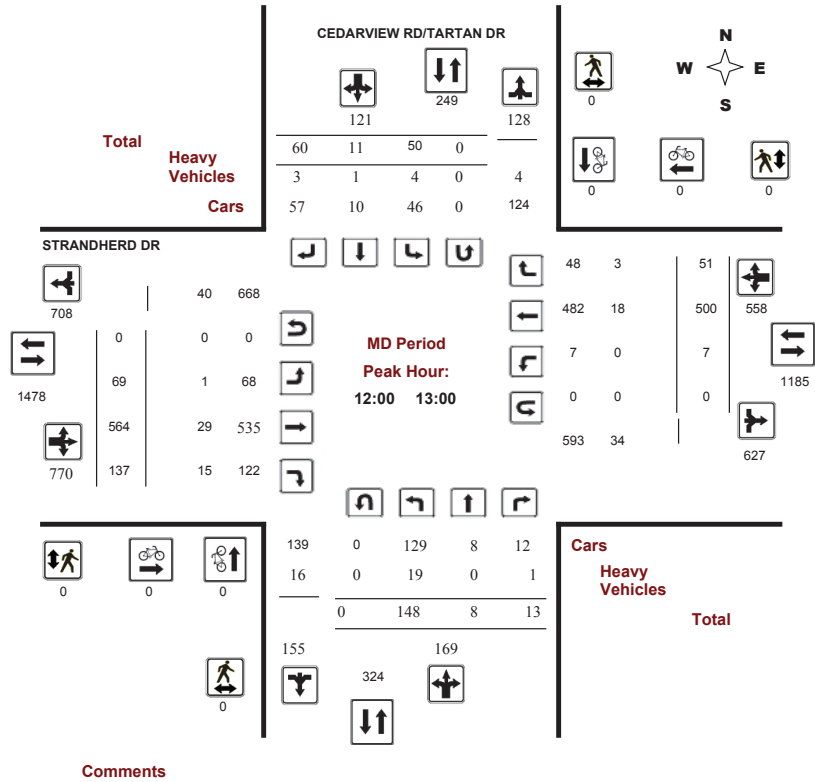 CEDARVIEW RD/TARTAN DR
N
W E
S
249
0
121 128
Total 60 11 50 0
Heavy
Vehicles 3 1 4 0 4
Cars 57 10 46 0 124
0 0 0
STRANDHERD DR
708 40 668
48 3 51
558
0 0 0
482 18 500
1478
69 1 68
MD Period
Peak Hour:
12:00 13:00
7 0 7
1185
564 29 535
0 0 0
770
137 15 122
593 34
627
139 0 129 8 12 Cars
16 0 19 0 1 Heavy
Vehicles
0 0 0
0 148 8 13 Total
155 169
324
0
Comments